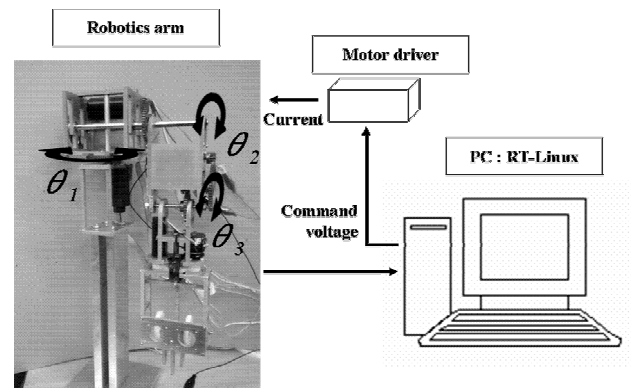 Robotics arm
Motor driver
Current
θ2
PC : RT-Linux
θ1
Command
voltage
θ3